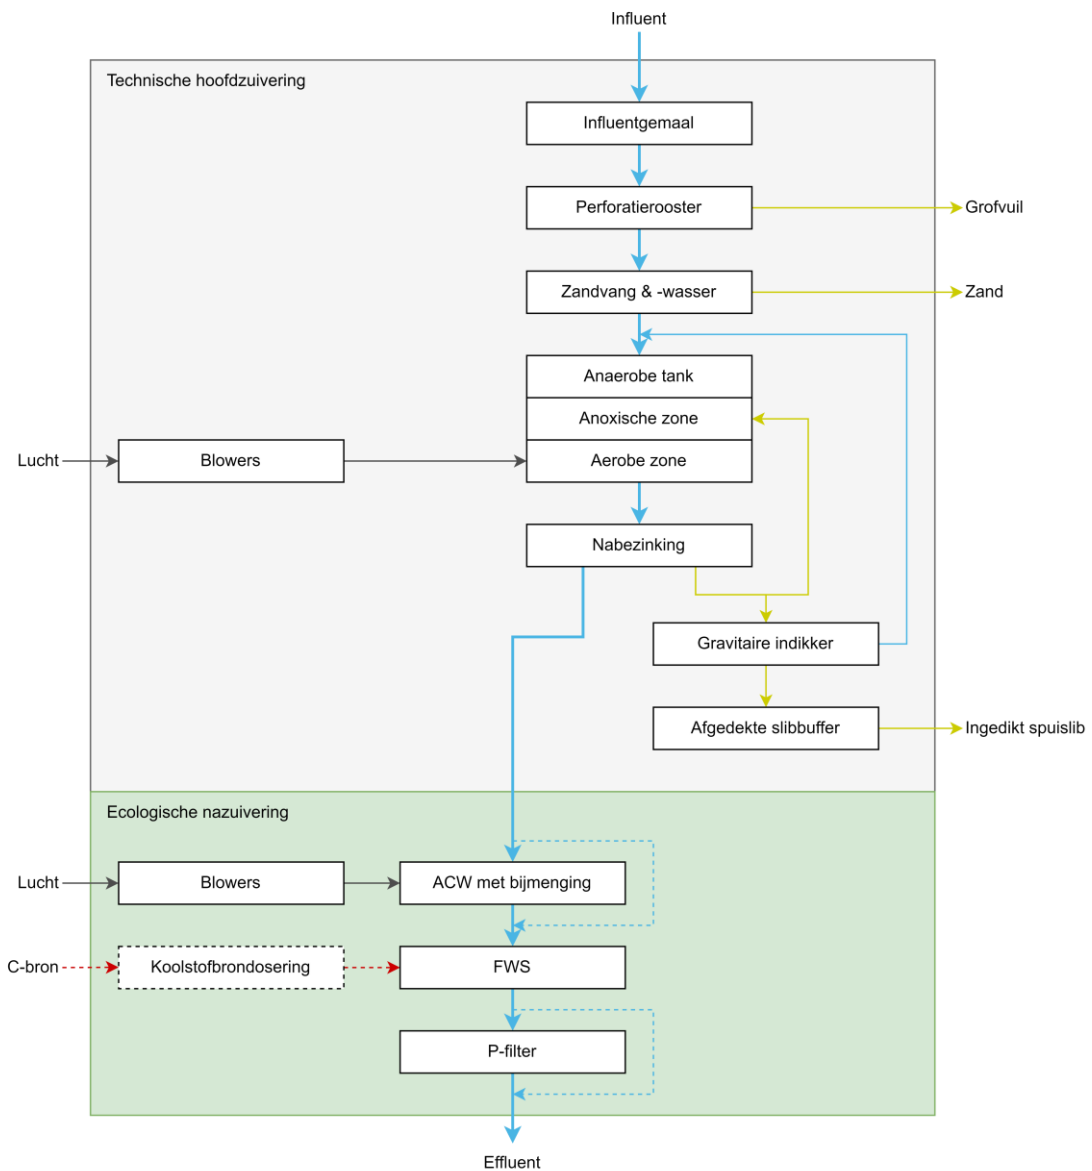 Influent
Technische hoofdzuivering
Influentgemaal
Perforatierooster
Grofvuil
Zandvang & -wasser
Zand
Anaerobe tank
Anoxische zone
Lucht
Blowers
Aerobe zone
Nabezinking
Gravitaire indikker
Afgedekte slibbuffer
Ingedikt spuislib
Ecologische nazuivering
Lucht
Blowers
ACW met bijmenging
C-bron
Koolstofbrondosering
FWS
P-filter
Effluent